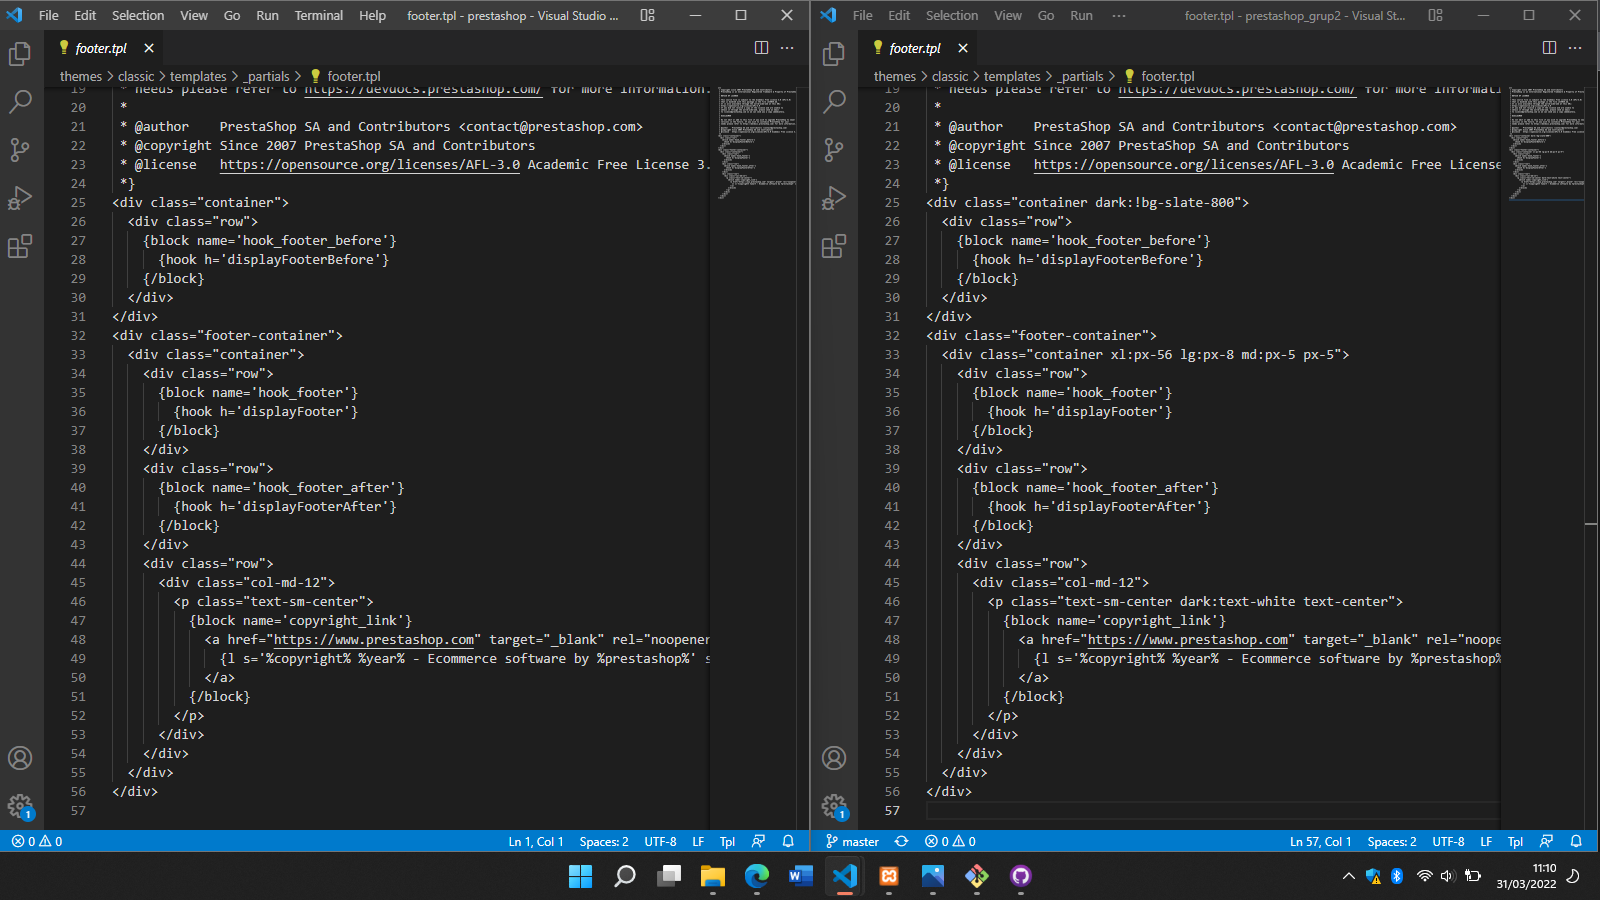 File Edit Selection View Go Run Terminal Help footer.tpl - prestashop - Visual Studio ...
footer.tpl
themes > classic > templates > _partials > footer.tpl
19 * needs please refer to https://devdocs.prestashop.com/ for more information.
20 *
21 * @author    PrestaShop SA and Contributors <contact@prestashop.com>
22 * @copyright Since 2007 PrestaShop SA and Contributors
23 * @license   https://opensource.org/licenses/AFL-3.0 Academic Free License 3.
24 *}
25 <div class="container">
26   <div class="row">
27     {block name='hook_footer_before'}
28       {hook h='displayFooterBefore'}
29     {/block}
30   </div>
31 </div>
32 <div class="footer-container">
33   <div class="container">
34     <div class="row">
35       {block name='hook_footer'}
36         {hook h='displayFooter'}
37       {/block}
38     </div>
39     <div class="row">
40       {block name='hook_footer_after'}
41         {hook h='displayFooterAfter'}
42       {/block}
43     </div>
44     <div class="row">
45       <div class="col-md-12">
46         <p class="text-sm-center">
47           {block name='copyright_link'}
48             <a href="https://www.prestashop.com" target="_blank" rel="noopener
49               {l s='%copyright% %year% - Ecommerce software by %prestashop%' s
50             </a>
51           {/block}
52         </p>
53       </div>
54     </div>
55   </div>
56 </div>
57
0 0 Ln 1, Col 1 Spaces: 2 UTF-8 LF Tpl
File Edit Selection View Go Run ··· footer.tpl - prestashop_grup2 - Visual St...
footer.tpl
themes > classic > templates > _partials > footer.tpl
19 * needs please refer to https://devdocs.prestashop.com/ for more informatio
20 *
21 * @author    PrestaShop SA and Contributors <contact@prestashop.com>
22 * @copyright Since 2007 PrestaShop SA and Contributors
23 * @license   https://opensource.org/licenses/AFL-3.0 Academic Free License
24 *}
25 <div class="container dark:!bg-slate-800">
26   <div class="row">
27     {block name='hook_footer_before'}
28       {hook h='displayFooterBefore'}
29     {/block}
30   </div>
31 </div>
32 <div class="footer-container">
33   <div class="container xl:px-56 lg:px-8 md:px-5 px-5">
34     <div class="row">
35       {block name='hook_footer'}
36         {hook h='displayFooter'}
37       {/block}
38     </div>
39     <div class="row">
40       {block name='hook_footer_after'}
41         {hook h='displayFooterAfter'}
42       {/block}
43     </div>
44     <div class="row">
45       <div class="col-md-12">
46         <p class="text-sm-center dark:text-white text-center">
47           {block name='copyright_link'}
48             <a href="https://www.prestashop.com" target="_blank" rel="noope
49               {l s='%copyright% %year% - Ecommerce software by %prestashop%
50             </a>
51           {/block}
52         </p>
53       </div>
54     </div>
55   </div>
56 </div>
57
master 0 0 Ln 57, Col 1 Spaces: 2 UTF-8 LF Tpl
11:10
31/03/2022